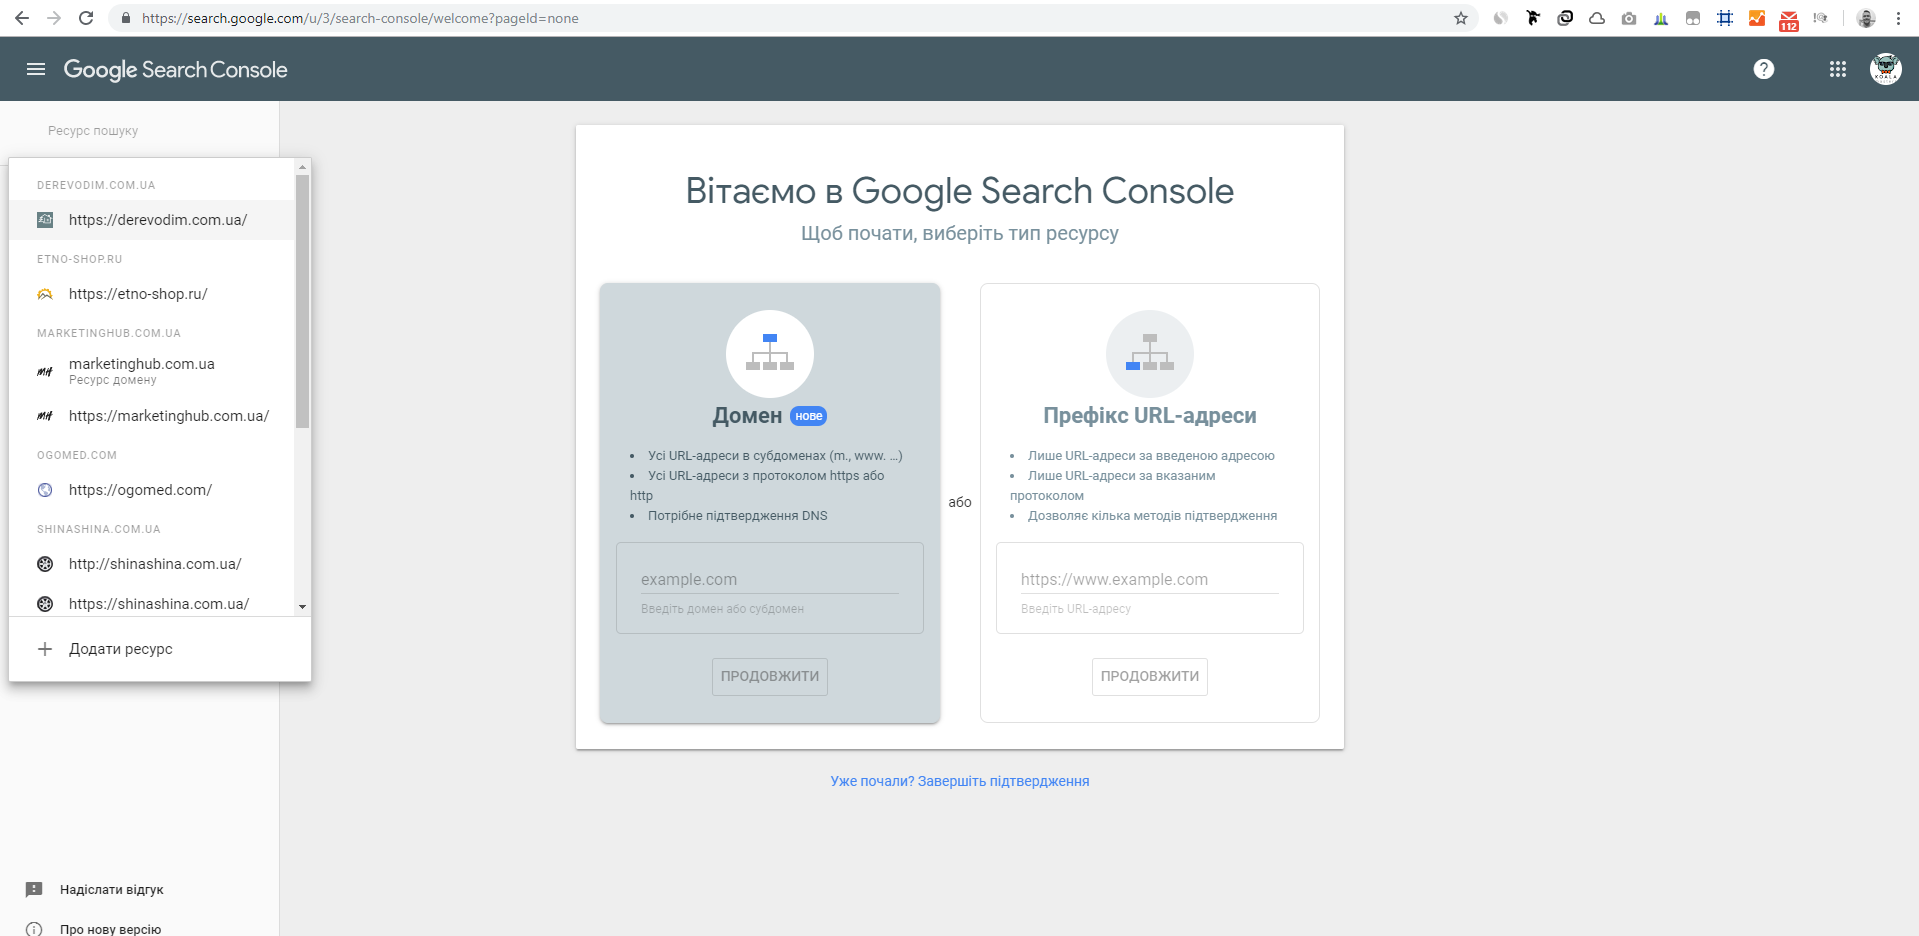 https://search.google.com/u/3/search-console/welcome?pageId=none
112
Google Search Console
Ресурс пошуку
DEREVODIM.COM.UA
https://derevodim.com.ua/
ETNO-SHOP.RU
https://etno-shop.ru/
MARKETINGHUB.COM.UA
marketinghub.com.ua
Ресурс домену
https://marketinghub.com.ua/
OGOMED.COM
https://ogomed.com/
SHINASHINA.COM.UA
http://shinashina.com.ua/
https://shinashina.com.ua/
Додати ресурс
Надіслати відгук
Про нову версію
Вітаємо в Google Search Console
Щоб почати, виберіть тип ресурсу
Домен нове
• Усі URL-адреси в субдоменах (m., www. …)
• Усі URL-адреси з протоколом https або
http
• Потрібне підтвердження DNS
example.com
Введіть домен або субдомен
ПРОДОВЖИТИ
або
Префікс URL-адреси
• Лише URL-адреси за введеною адресою
• Лише URL-адреси за вказаним
протоколом
• Дозволяє кілька методів підтвердження
https://www.example.com
Введіть URL-адресу
ПРОДОВЖИТИ
Уже почали? Завершіть підтвердження